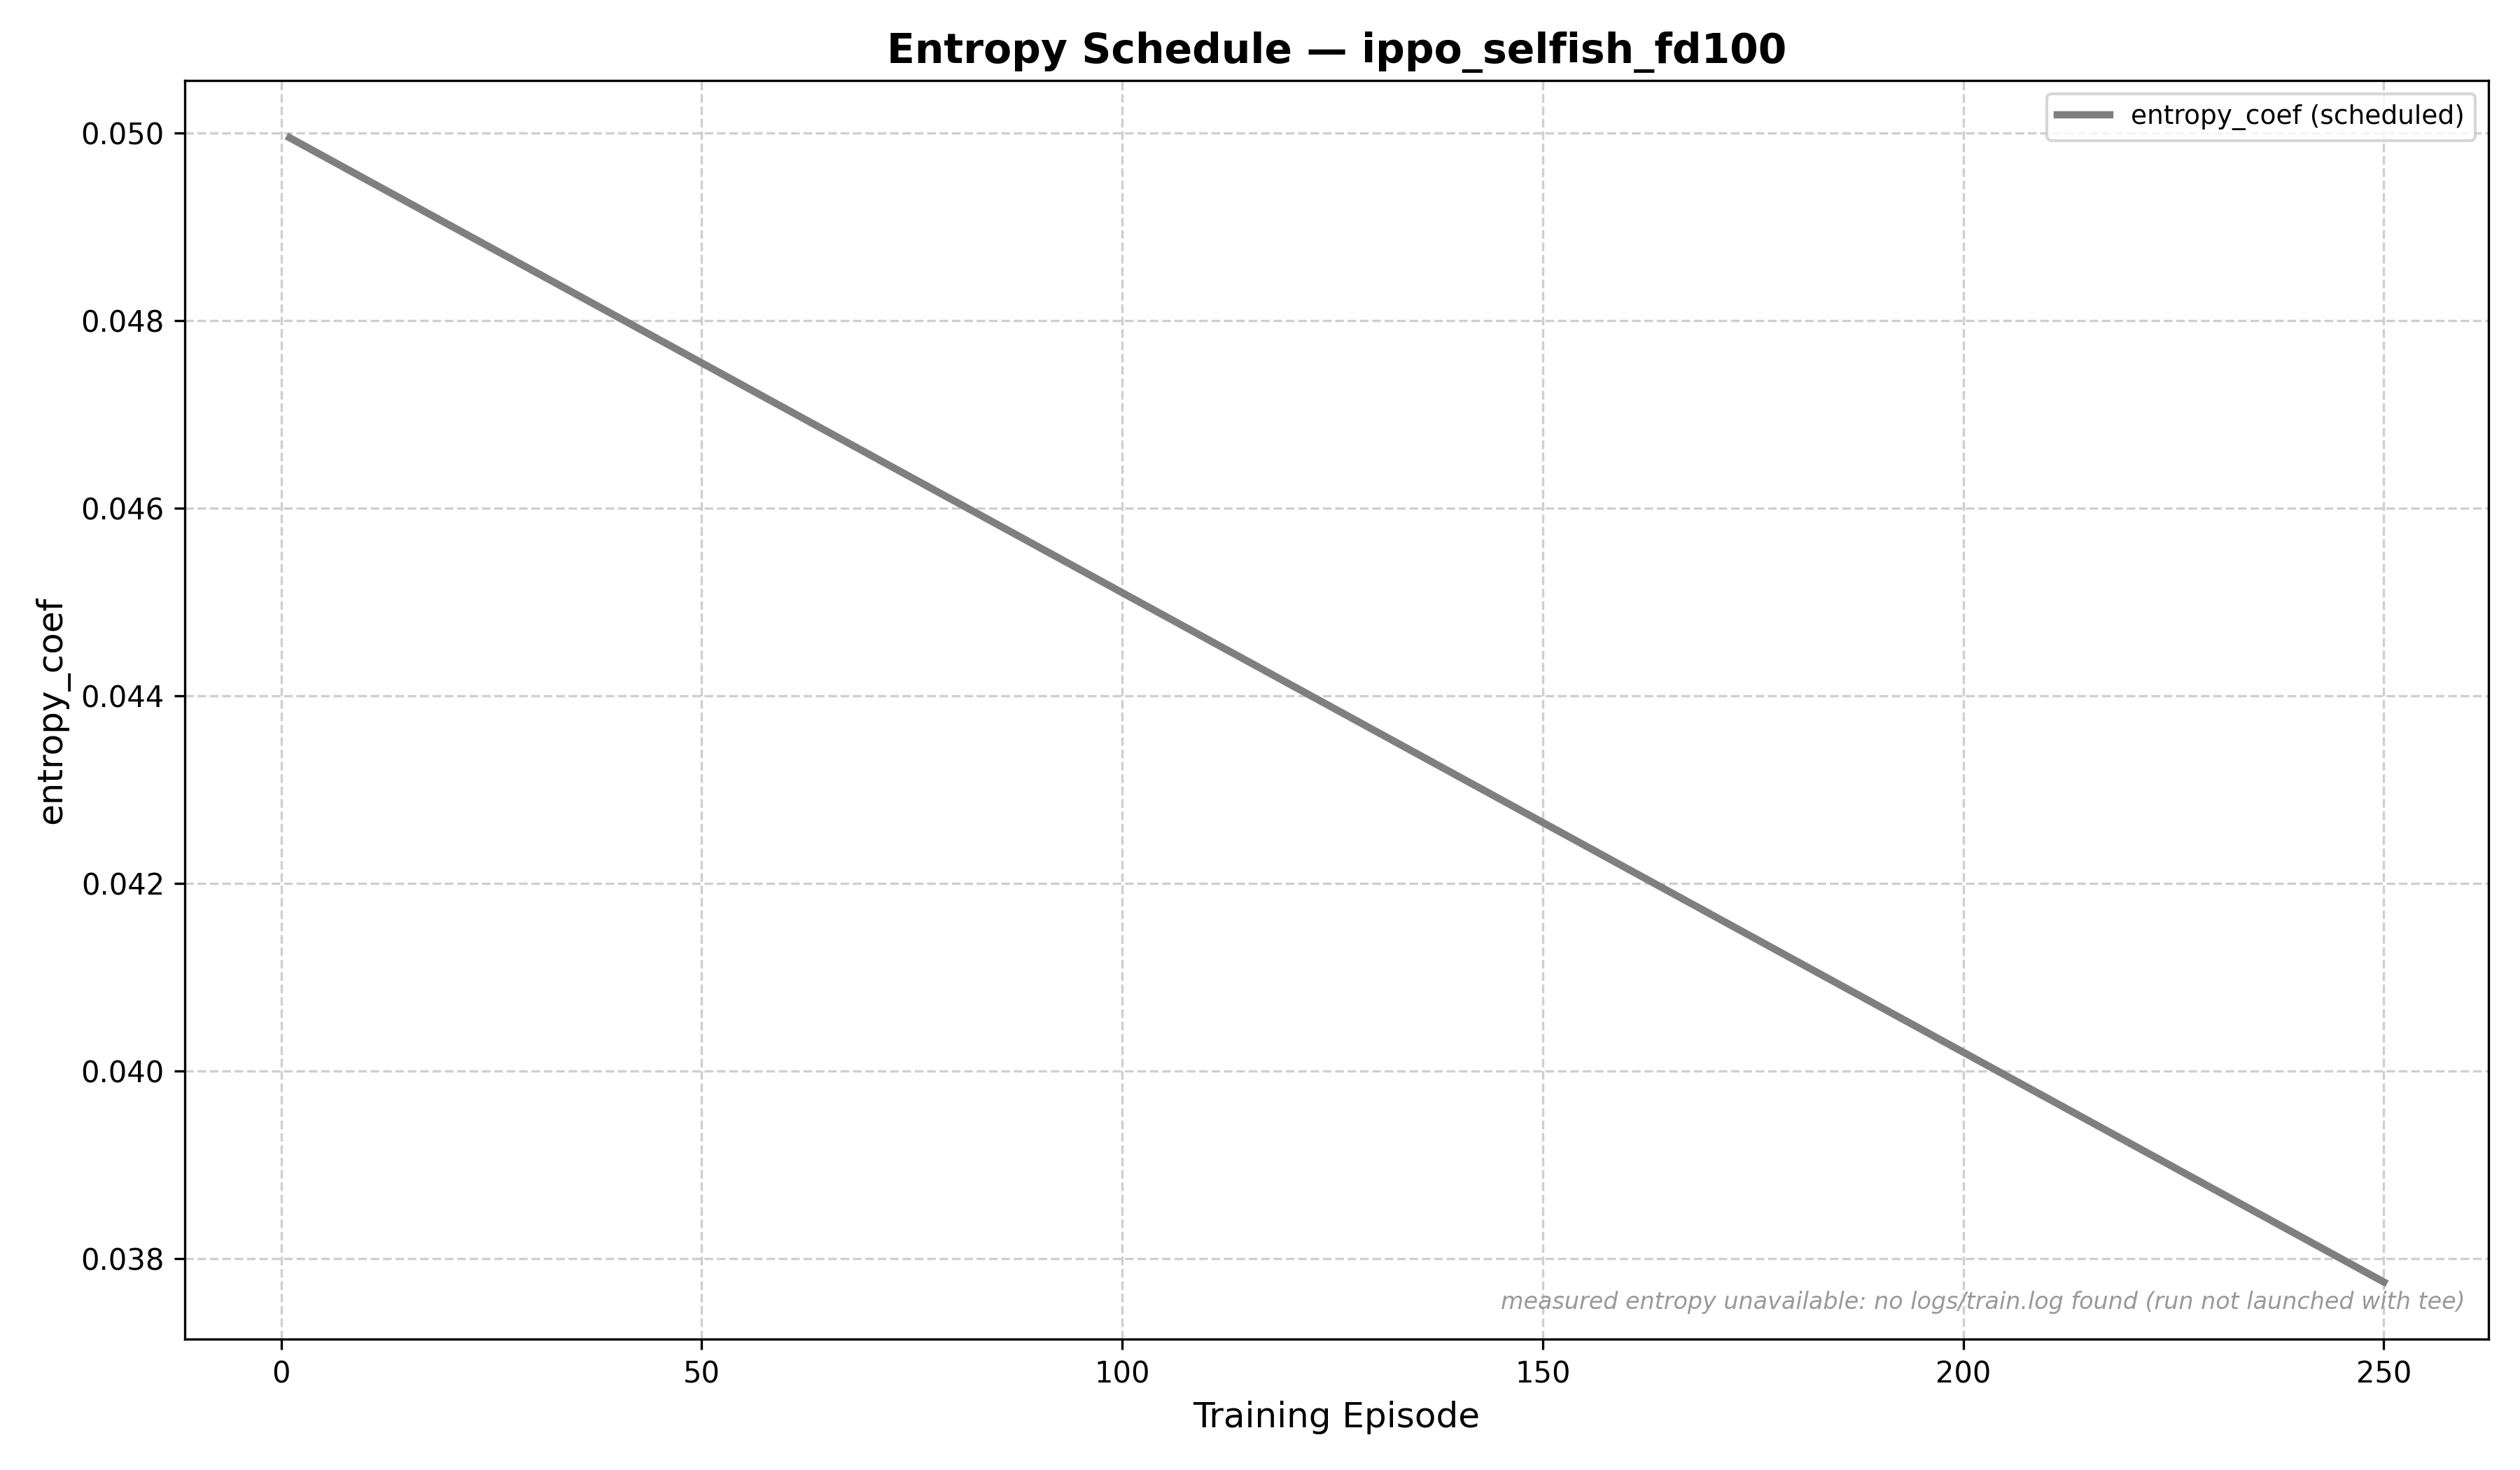 Entropy Schedule — ippo_selfish_fd100
entropy_coef (scheduled)
0.050
0.048
0.046
0.044
0.042
0.040
0.038
entropy_coef
measured entropy unavailable: no logs/train.log found (run not launched with tee)
0 50 100 150 200 250
Training Episode